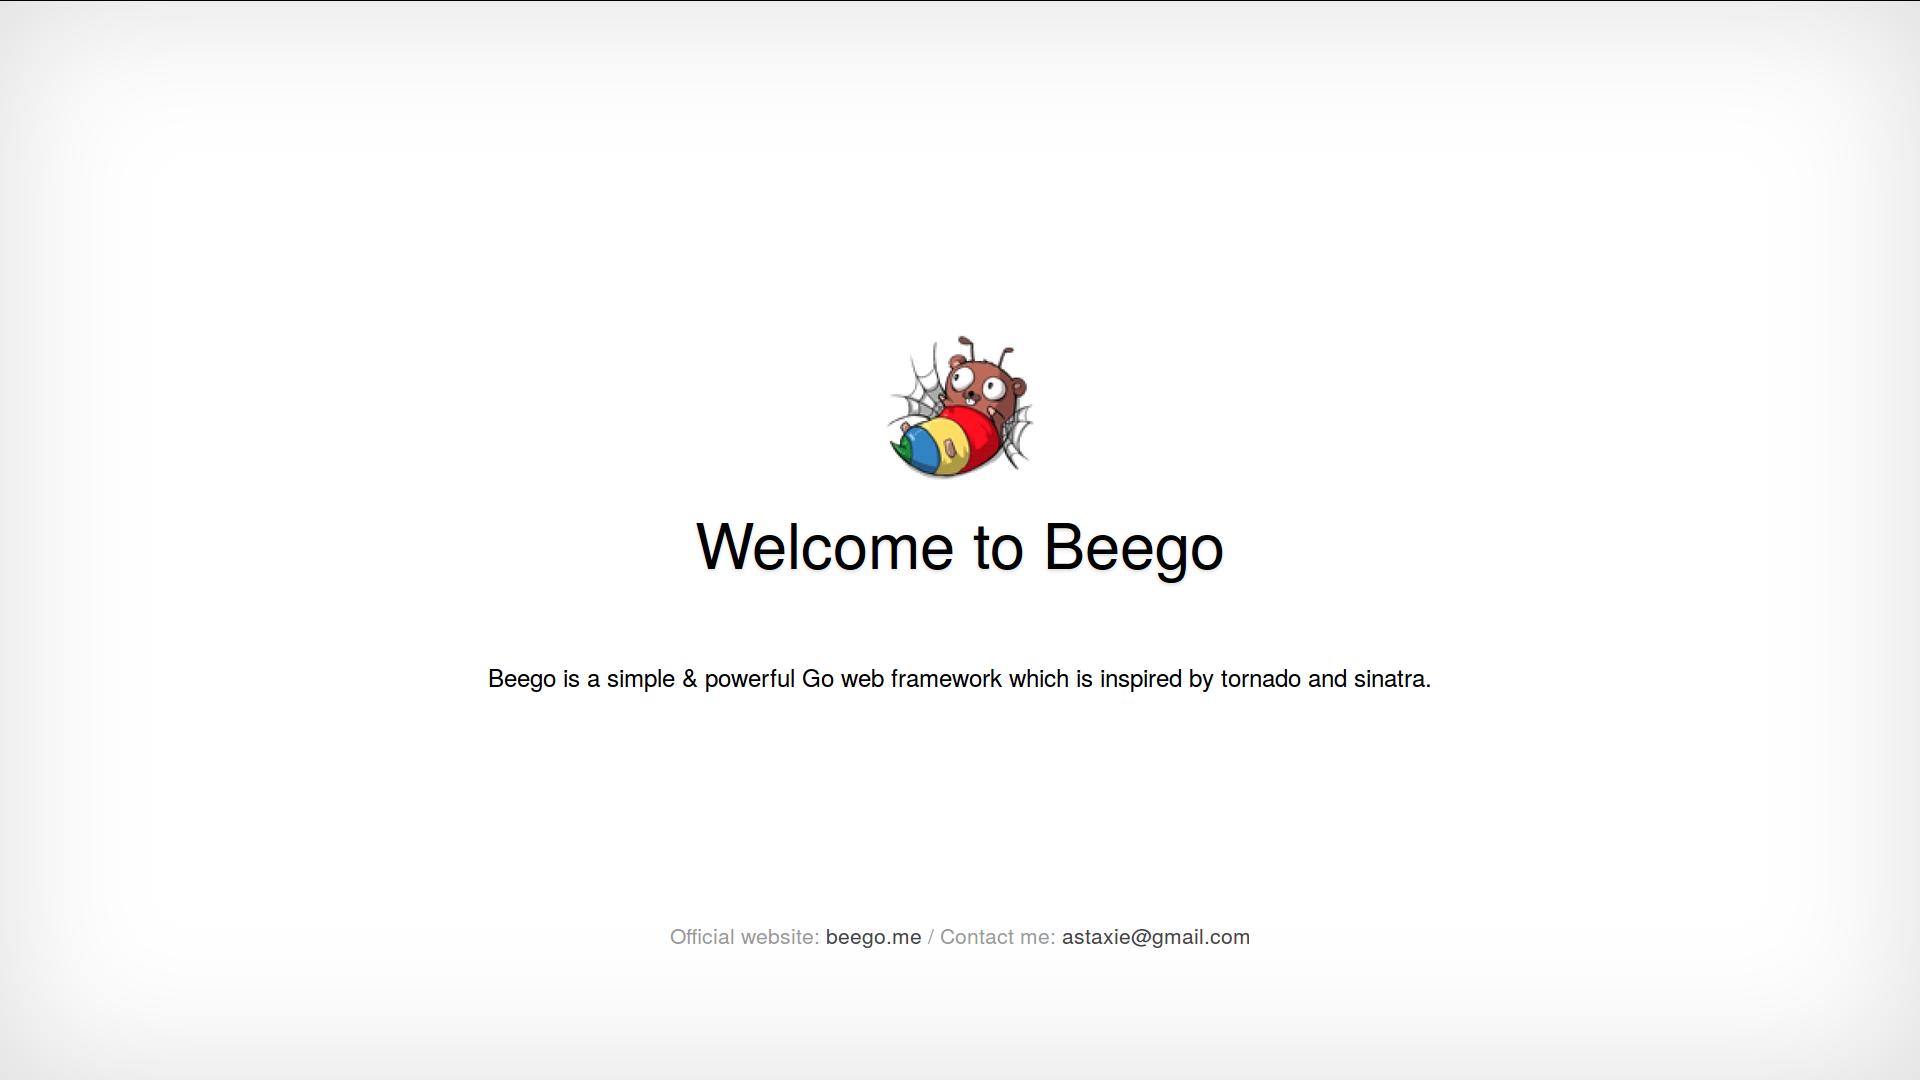 Welcome to Beego
Beego is a simple & powerful Go web framework which is inspired by tornado and sinatra.
Official website: beego.me / Contact me: astaxie@gmail.com